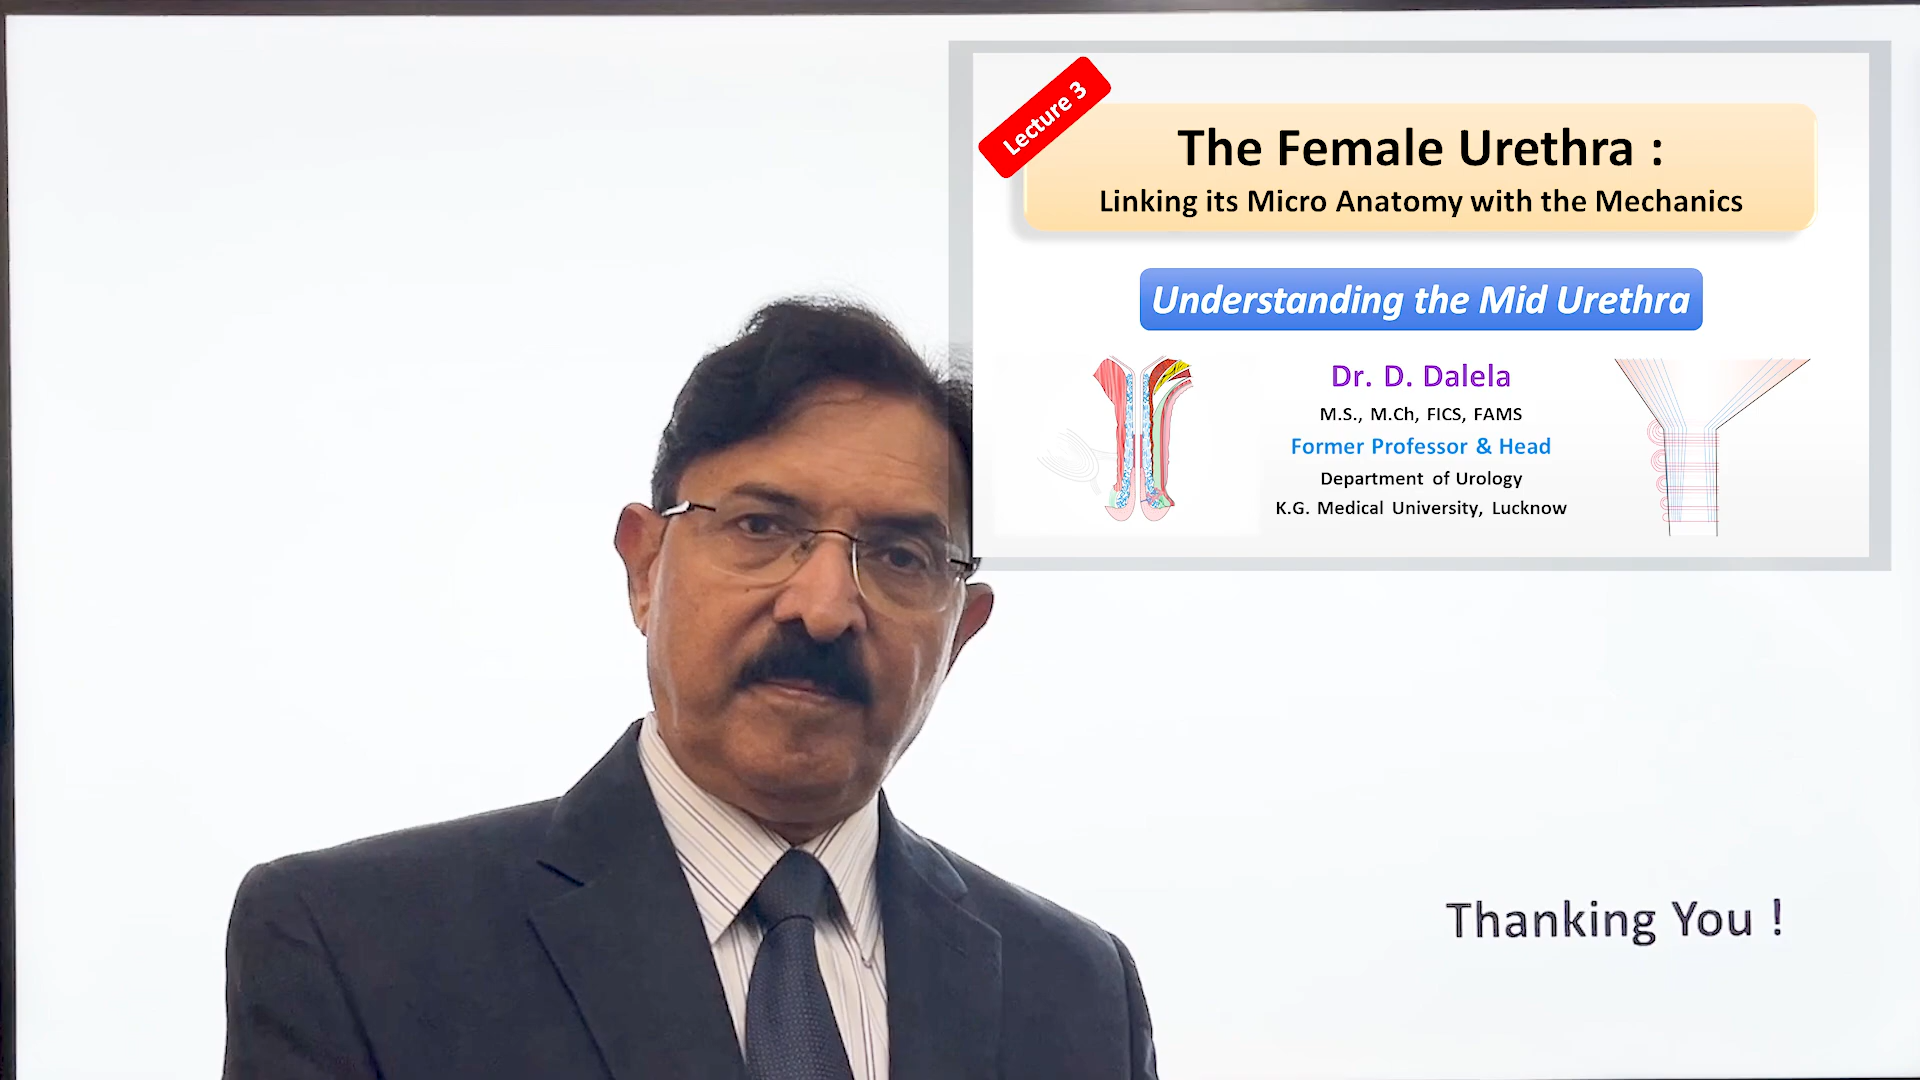 Lecture 3
The Female Urethra :
Linking its Micro Anatomy with the Mechanics
Understanding the Mid Urethra
Dr. D. Dalela
M.S., M.Ch, FICS, FAMS
Former Professor & Head
Department of Urology
K.G. Medical University, Lucknow
Thanking You !